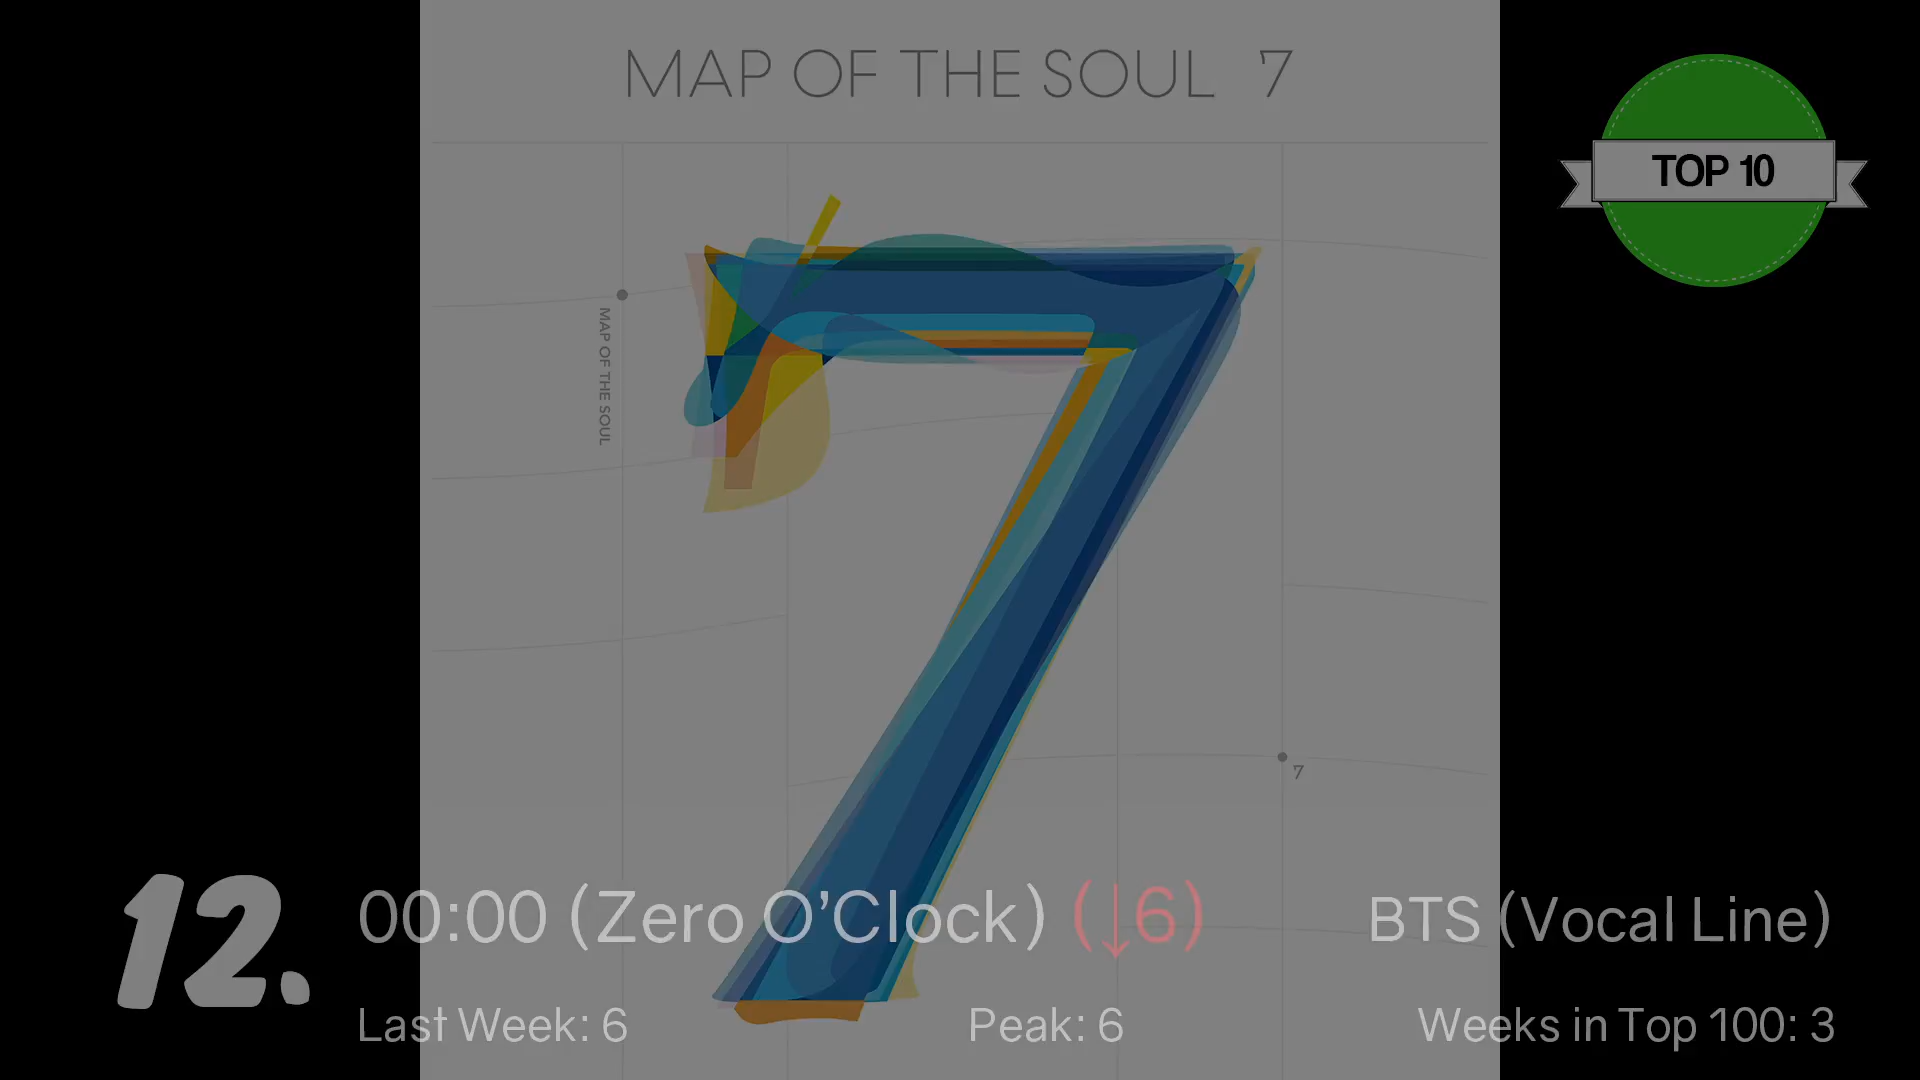 MAP OF THE SOUL 7
TOP 10
MAP OF THE SOUL
7
12.
00:00 (Zero O’Clock) (↓6)
BTS (Vocal Line)
Last Week: 6
Peak: 6
Weeks in Top 100: 3